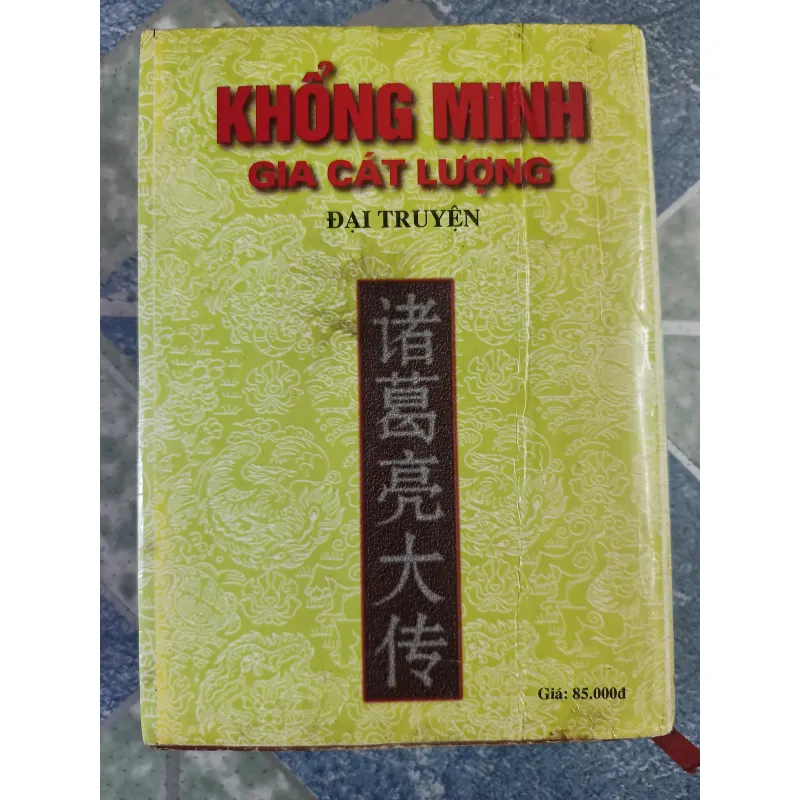 KHỔNG MINH
GIA CÁT LƯỢNG
ĐẠI TRUYỆN
诸葛亮大传
Giá: 85.000đ